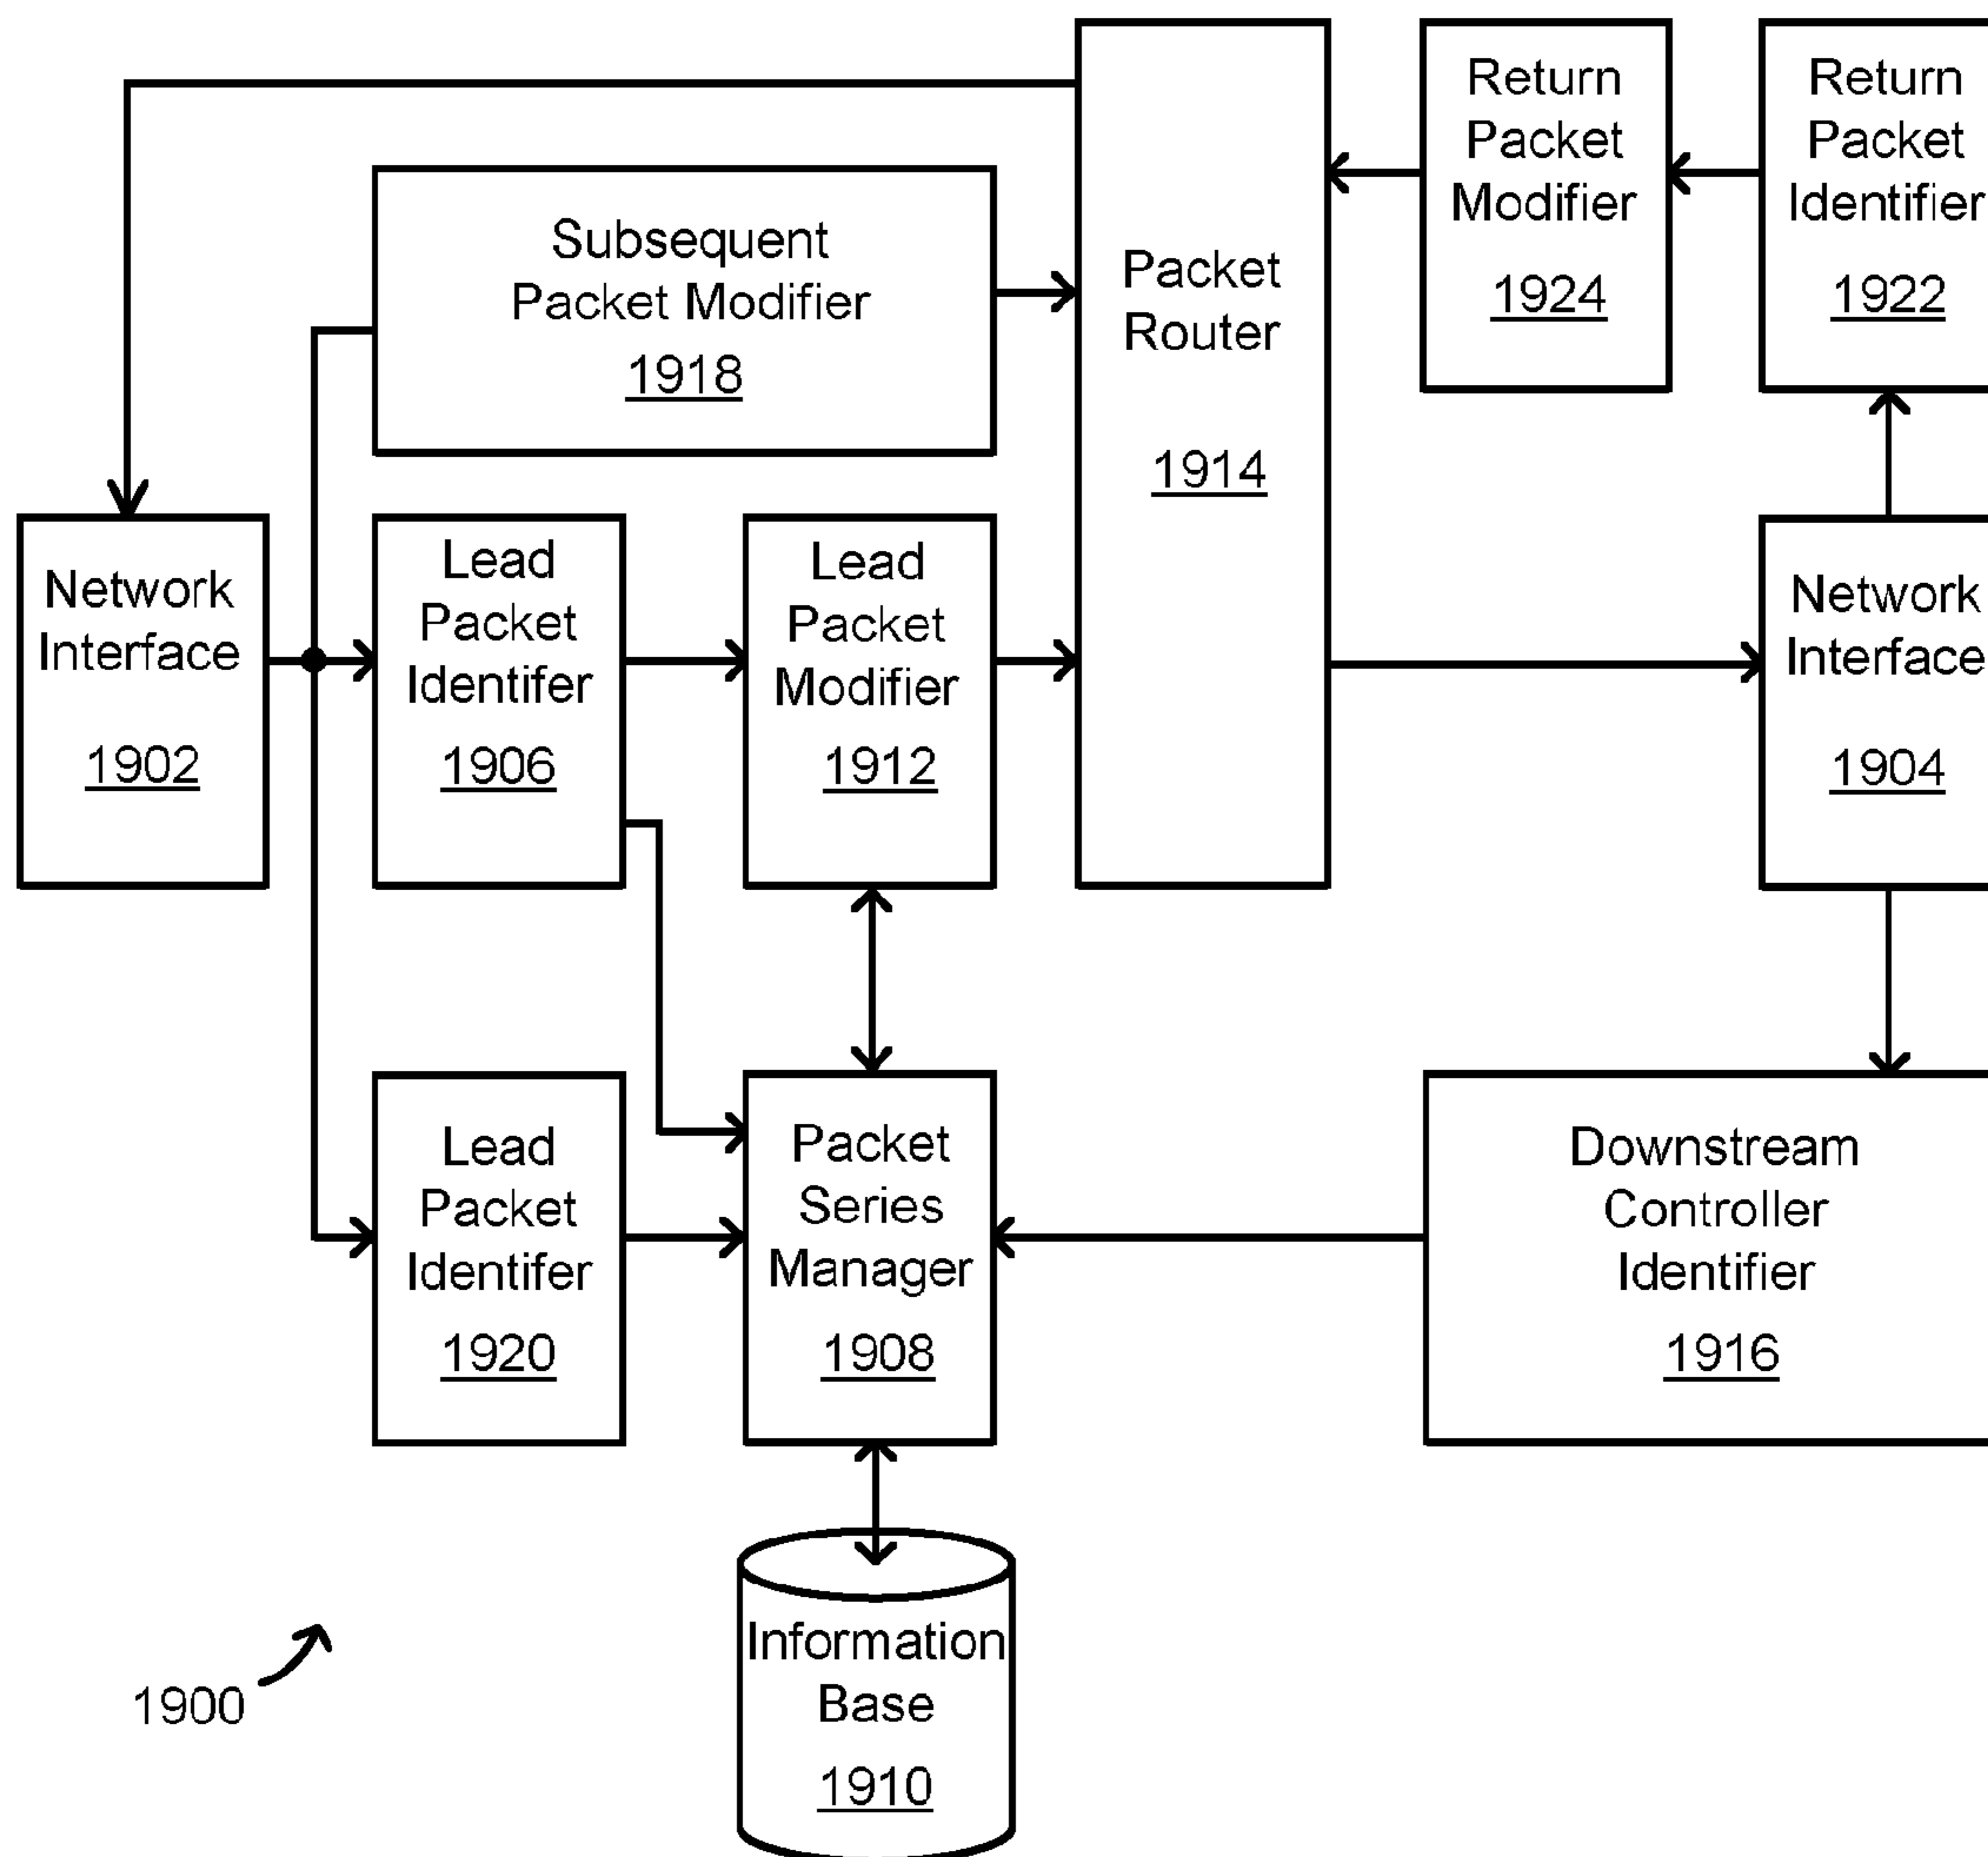 Return
Packet
Modifier
1924
Return
Packet
Identifier
1922
Subsequent
Packet Modifier
1918
Packet
Router
1914
Network
Interface
1902
Lead
Packet
Identifer
1906
Lead
Packet
Modifier
1912
Network
Interface
1904
Lead
Packet
Identifer
1920
Packet
Series
Manager
1908
Downstream
Controller
Identifier
1916
Information
Base
1910
1900